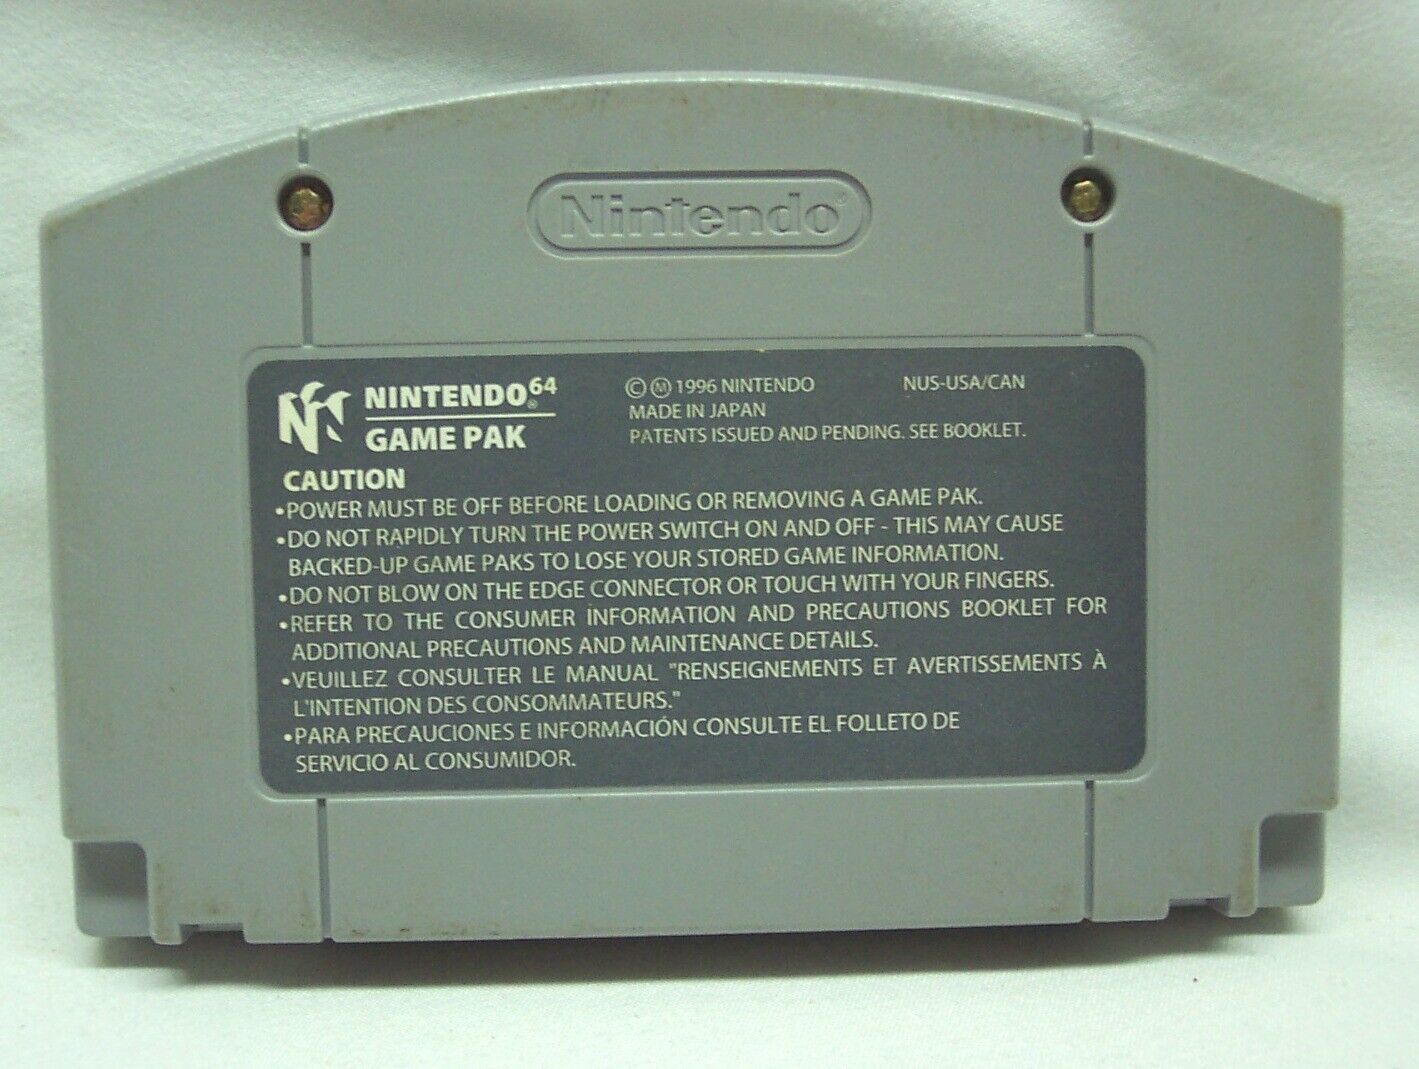 Nintendo®
NINTENDO®64
GAME PAK
© Ⓜ 1996 NINTENDO NUS-USA/CAN
MADE IN JAPAN
PATENTS ISSUED AND PENDING. SEE BOOKLET.
CAUTION
•POWER MUST BE OFF BEFORE LOADING OR REMOVING A GAME PAK.
•DO NOT RAPIDLY TURN THE POWER SWITCH ON AND OFF - THIS MAY CAUSE
BACKED-UP GAME PAKS TO LOSE YOUR STORED GAME INFORMATION.
•DO NOT BLOW ON THE EDGE CONNECTOR OR TOUCH WITH YOUR FINGERS.
•REFER TO THE CONSUMER INFORMATION AND PRECAUTIONS BOOKLET FOR
ADDITIONAL PRECAUTIONS AND MAINTENANCE DETAILS.
•VEUILLEZ CONSULTER LE MANUAL "RENSEIGNEMENTS ET AVERTISSEMENTS À
L'INTENTION DES CONSOMMATEURS."
•PARA PRECAUCIONES E INFORMACIÓN CONSULTE EL FOLLETO DE
SERVICIO AL CONSUMIDOR.